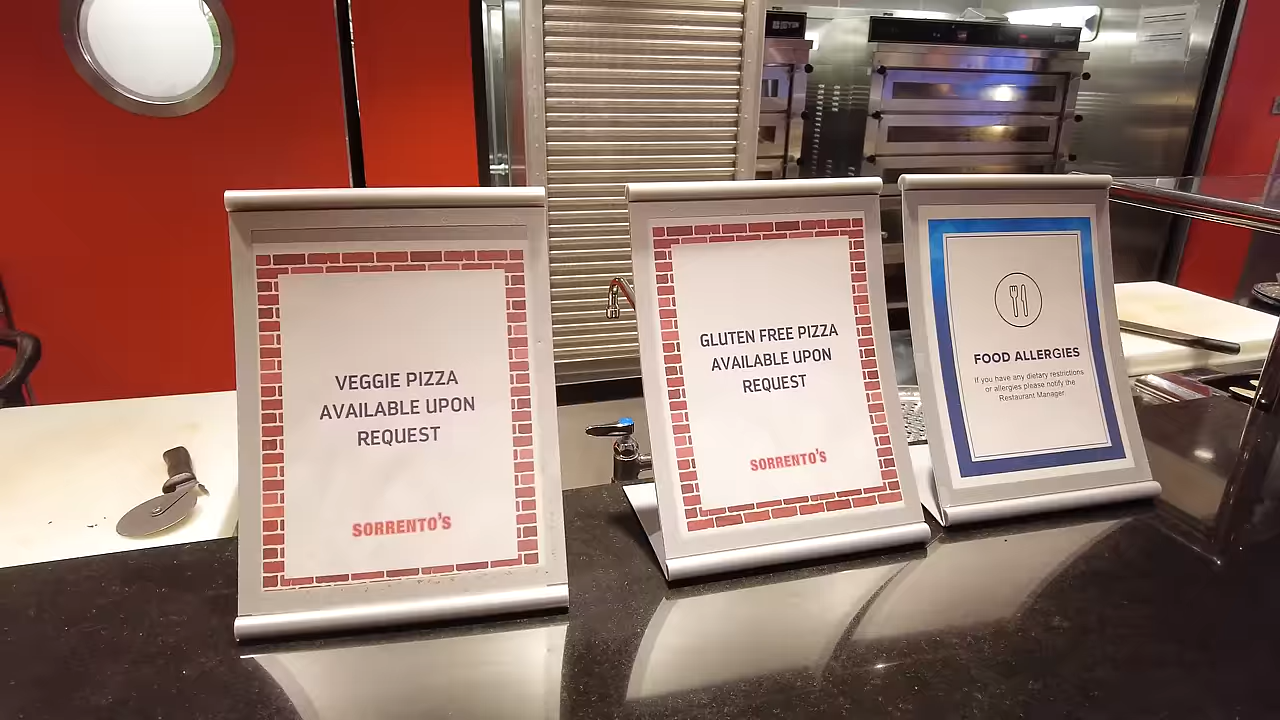 VEGGIE PIZZA
AVAILABLE UPON
REQUEST
SORRENTO'S
GLUTEN FREE PIZZA
AVAILABLE UPON
REQUEST
SORRENTO'S
FOOD ALLERGIES
If you have any dietary restrictions
or allergies please notify the
Restaurant Manager